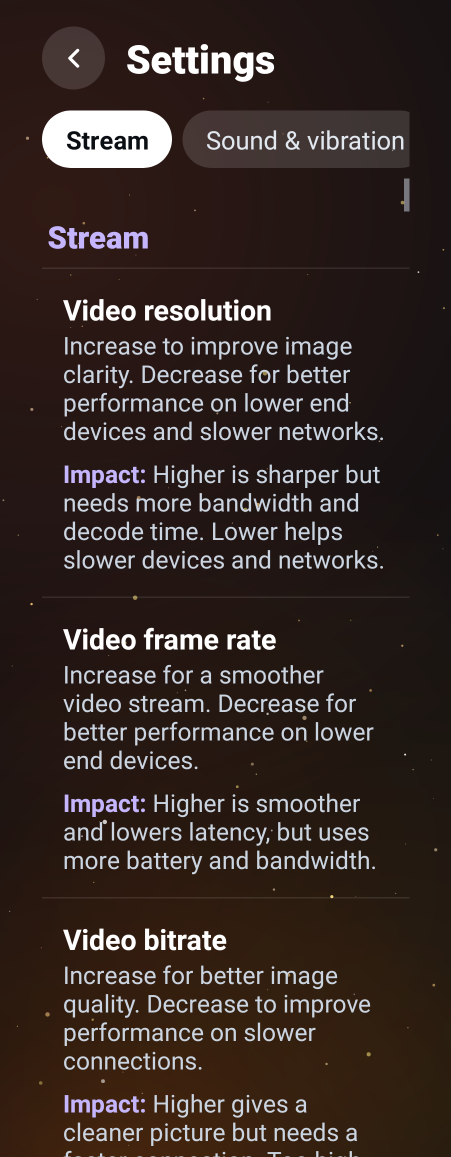 Settings
Stream
Sound & vibration
Stream
Video resolution
Increase to improve image
clarity. Decrease for better
performance on lower end
devices and slower networks.
Impact: Higher is sharper but
needs more bandwidth and
decode time. Lower helps
slower devices and networks.
Video frame rate
Increase for a smoother
video stream. Decrease for
better performance on lower
end devices.
Impact: Higher is smoother
and lowers latency, but uses
more battery and bandwidth.
Video bitrate
Increase for better image
quality. Decrease to improve
performance on slower
connections.
Impact: Higher gives a
cleaner picture but needs a
faster connection. Too high